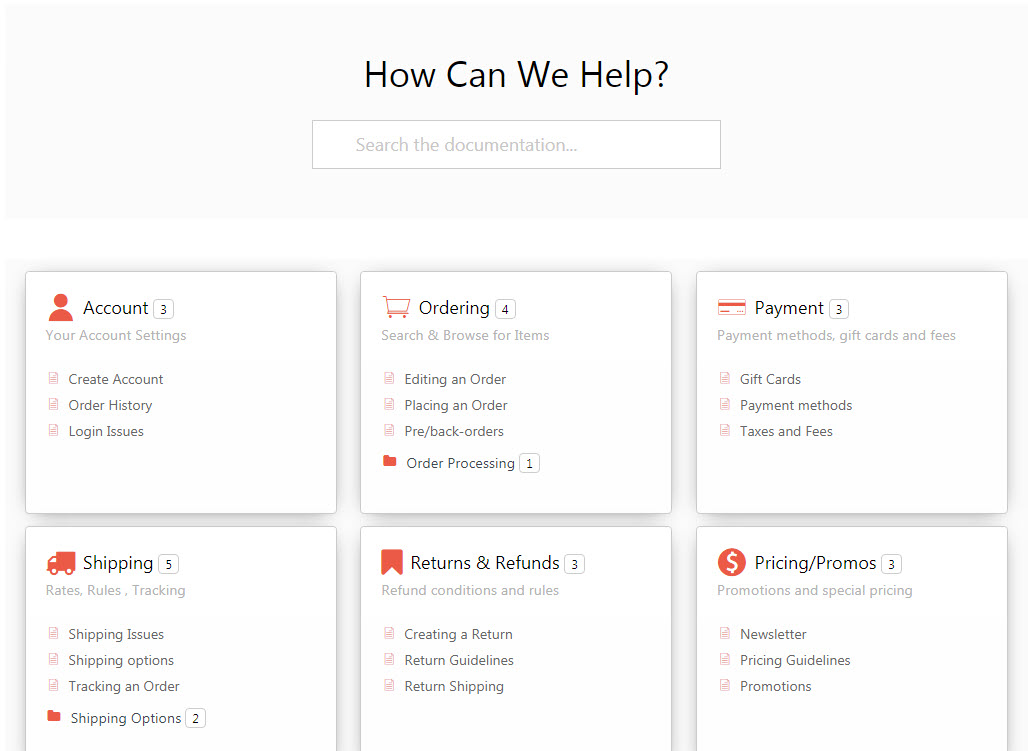 How Can We Help?
Search the documentation...
Account 3
Your Account Settings
Create Account
Order History
Login Issues
Ordering 4
Search & Browse for Items
Editing an Order
Placing an Order
Pre/back-orders
Order Processing 1
Payment 3
Payment methods, gift cards and fees
Gift Cards
Payment methods
Taxes and Fees
Shipping 5
Rates, Rules , Tracking
Shipping Issues
Shipping options
Tracking an Order
Shipping Options 2
Returns & Refunds 3
Refund conditions and rules
Creating a Return
Return Guidelines
Return Shipping
$ Pricing/Promos 3
Promotions and special pricing
Newsletter
Pricing Guidelines
Promotions